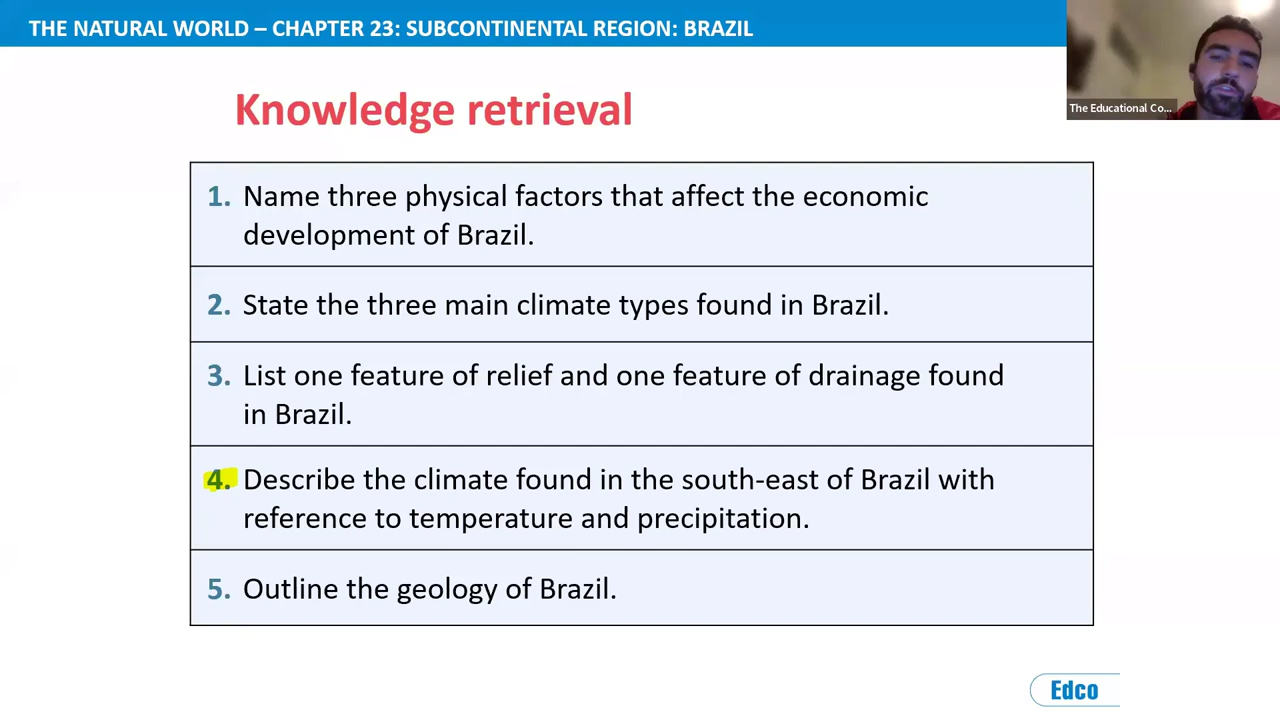 THE NATURAL WORLD – CHAPTER 23: SUBCONTINENTAL REGION: BRAZIL
The Educational Co...
Knowledge retrieval
1. Name three physical factors that affect the economic
development of Brazil.
2. State the three main climate types found in Brazil.
3. List one feature of relief and one feature of drainage found
in Brazil.
4. Describe the climate found in the south-east of Brazil with
reference to temperature and precipitation.
5. Outline the geology of Brazil.
Edco